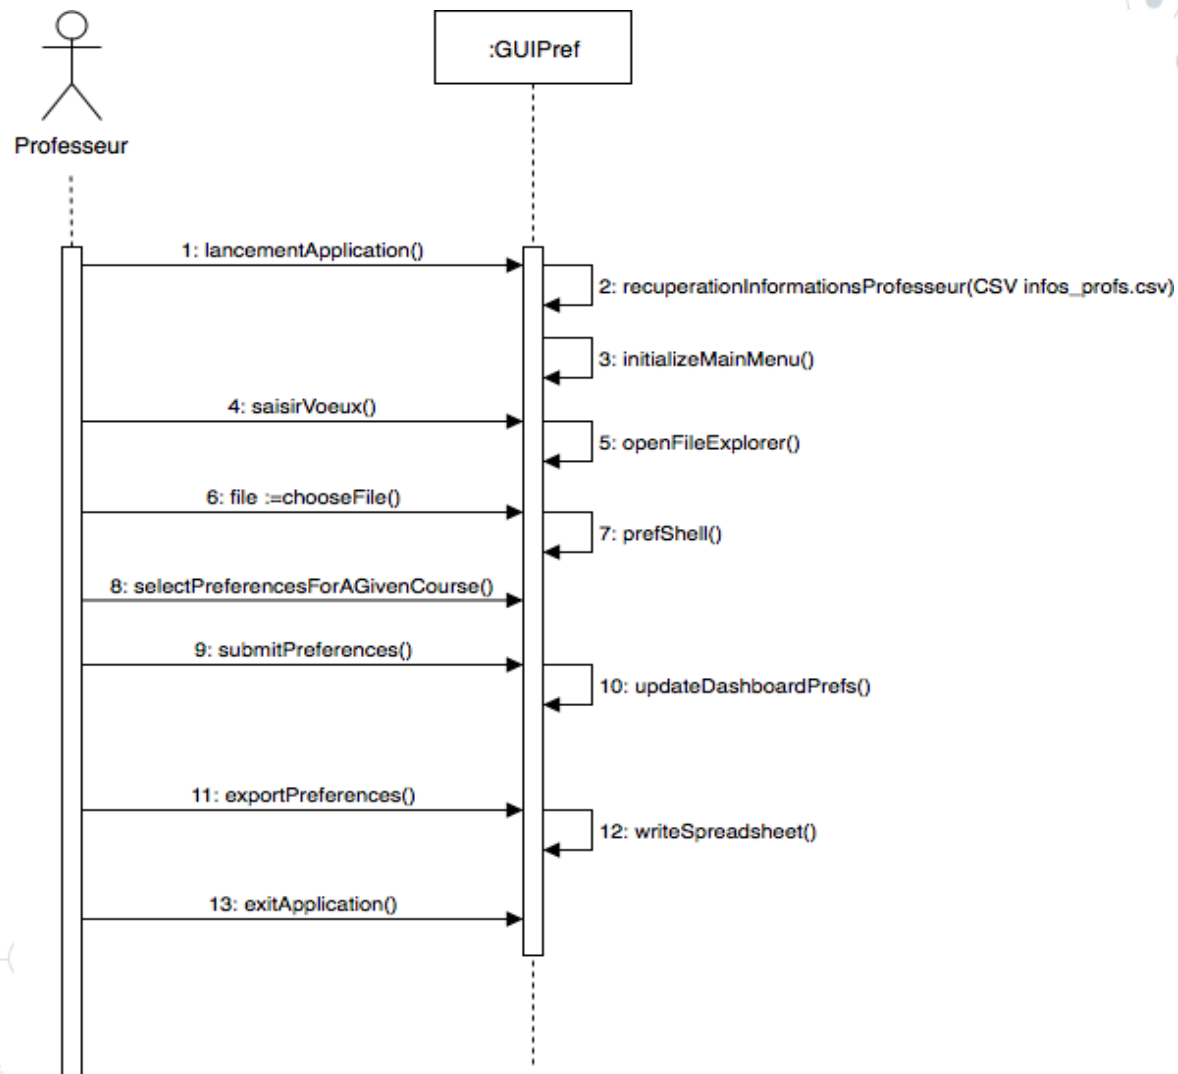 :GUIPref
Professeur
1: lancementApplication()
2: recuperationInformationsProfesseur(CSV infos_profs.csv)
3: initializeMainMenu()
4: saisirVoeux()
5: openFileExplorer()
6: file :=chooseFile()
7: prefShell()
8: selectPreferencesForAGivenCourse()
9: submitPreferences()
10: updateDashboardPrefs()
11: exportPreferences()
12: writeSpreadsheet()
13: exitApplication()